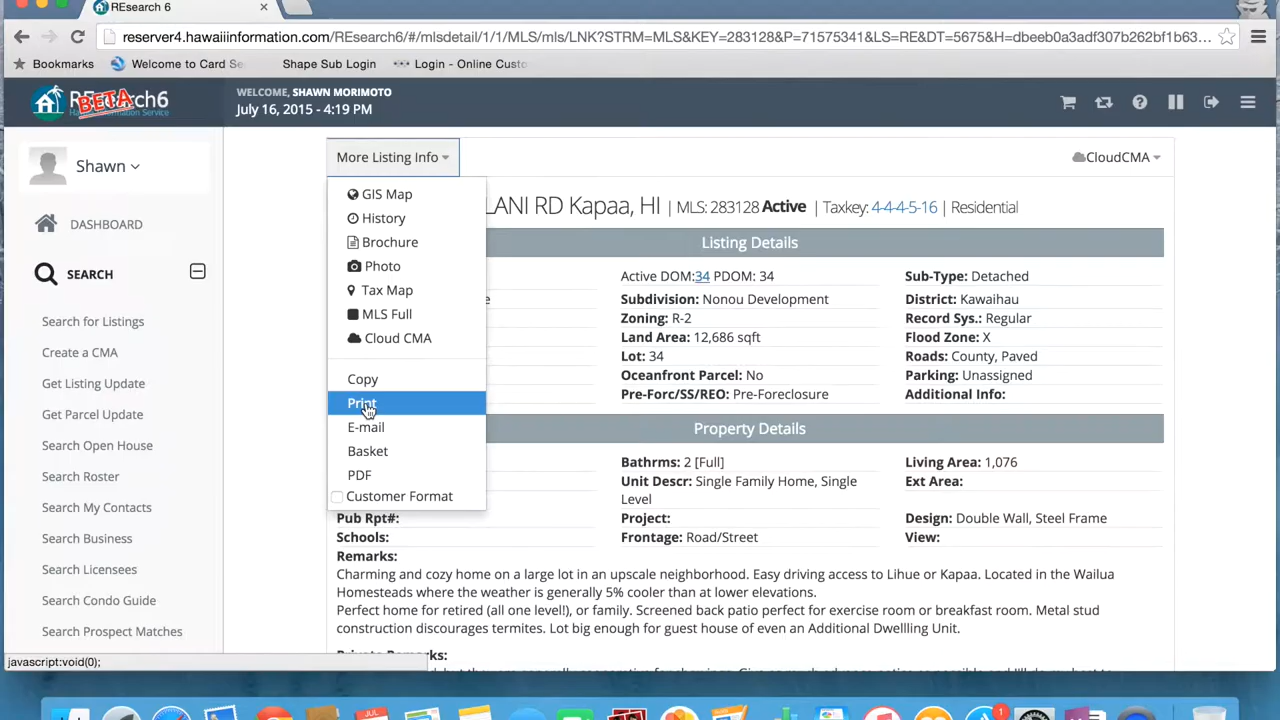 REsearch 6
reserver4.hawaiiinformation.com/REsearch6/#/mlsdetail/1/1/MLS/mls/LNK?STRM=MLS&KEY=283128&P=71575341&LS=RE&DT=5675&H=dbeeb0a3adf307b262bf1b63...
Bookmarks Welcome to Card Se Shape Sub Login Login - Online Custo
REsearch6 WELCOME, SHAWN MORIMOTO
BETA July 16, 2015 - 4:19 PM
Information Service
Shawn
DASHBOARD
SEARCH
Search for Listings
Create a CMA
Get Listing Update
Get Parcel Update
Search Open House
Search Roster
Search My Contacts
Search Business
Search Licensees
Search Condo Guide
Search Prospect Matches
javascript:void(0);
More Listing Info
GIS Map
History
Brochure
Photo
Tax Map
MLS Full
Cloud CMA
Copy
Print
E-mail
Basket
PDF
Customer Format
CloudCMA
LANI RD Kapaa, HI | MLS: 283128 Active | Taxkey: 4-4-4-5-16 | Residential
Listing Details
Active DOM:34 PDOM: 34 Sub-Type: Detached
Subdivision: Nonou Development District: Kawaihau
Zoning: R-2 Record Sys.: Regular
Land Area: 12,686 sqft Flood Zone: X
Lot: 34 Roads: County, Paved
Oceanfront Parcel: No Parking: Unassigned
Pre-Forc/SS/REO: Pre-Foreclosure Additional Info:
Property Details
Bathrms: 2 [Full] Living Area: 1,076
Unit Descr: Single Family Home, Single Ext Area:
Level
Pub Rpt#: Project: Design: Double Wall, Steel Frame
Schools: Frontage: Road/Street View:
Remarks:
Charming and cozy home on a large lot in an upscale neighborhood. Easy driving access to Lihue or Kapaa. Located in the Wailua
Homesteads where the weather is generally 5% cooler than at lower elevations.
Perfect home for retired (all one level!), or family. Screened back patio perfect for exercise room or breakfast room. Metal stud
construction discourages termites. Lot big enough for guest house of even an Additional Dwellling Unit.
Private Remarks: